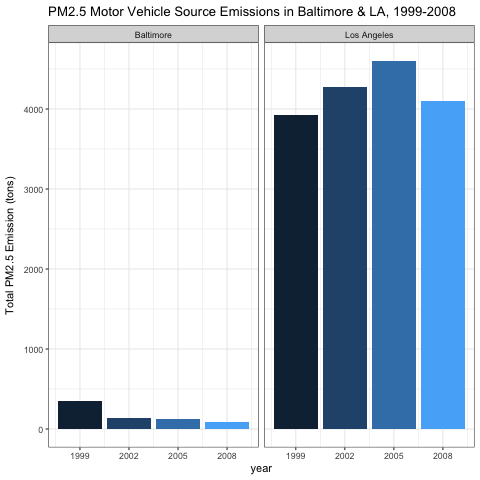 PM2.5 Motor Vehicle Source Emissions in Baltimore & LA, 1999-2008
Baltimore
Los Angeles
Total PM2.5 Emission (tons)
4000
3000
2000
1000
0
1999 2002 2005 2008
1999 2002 2005 2008
year